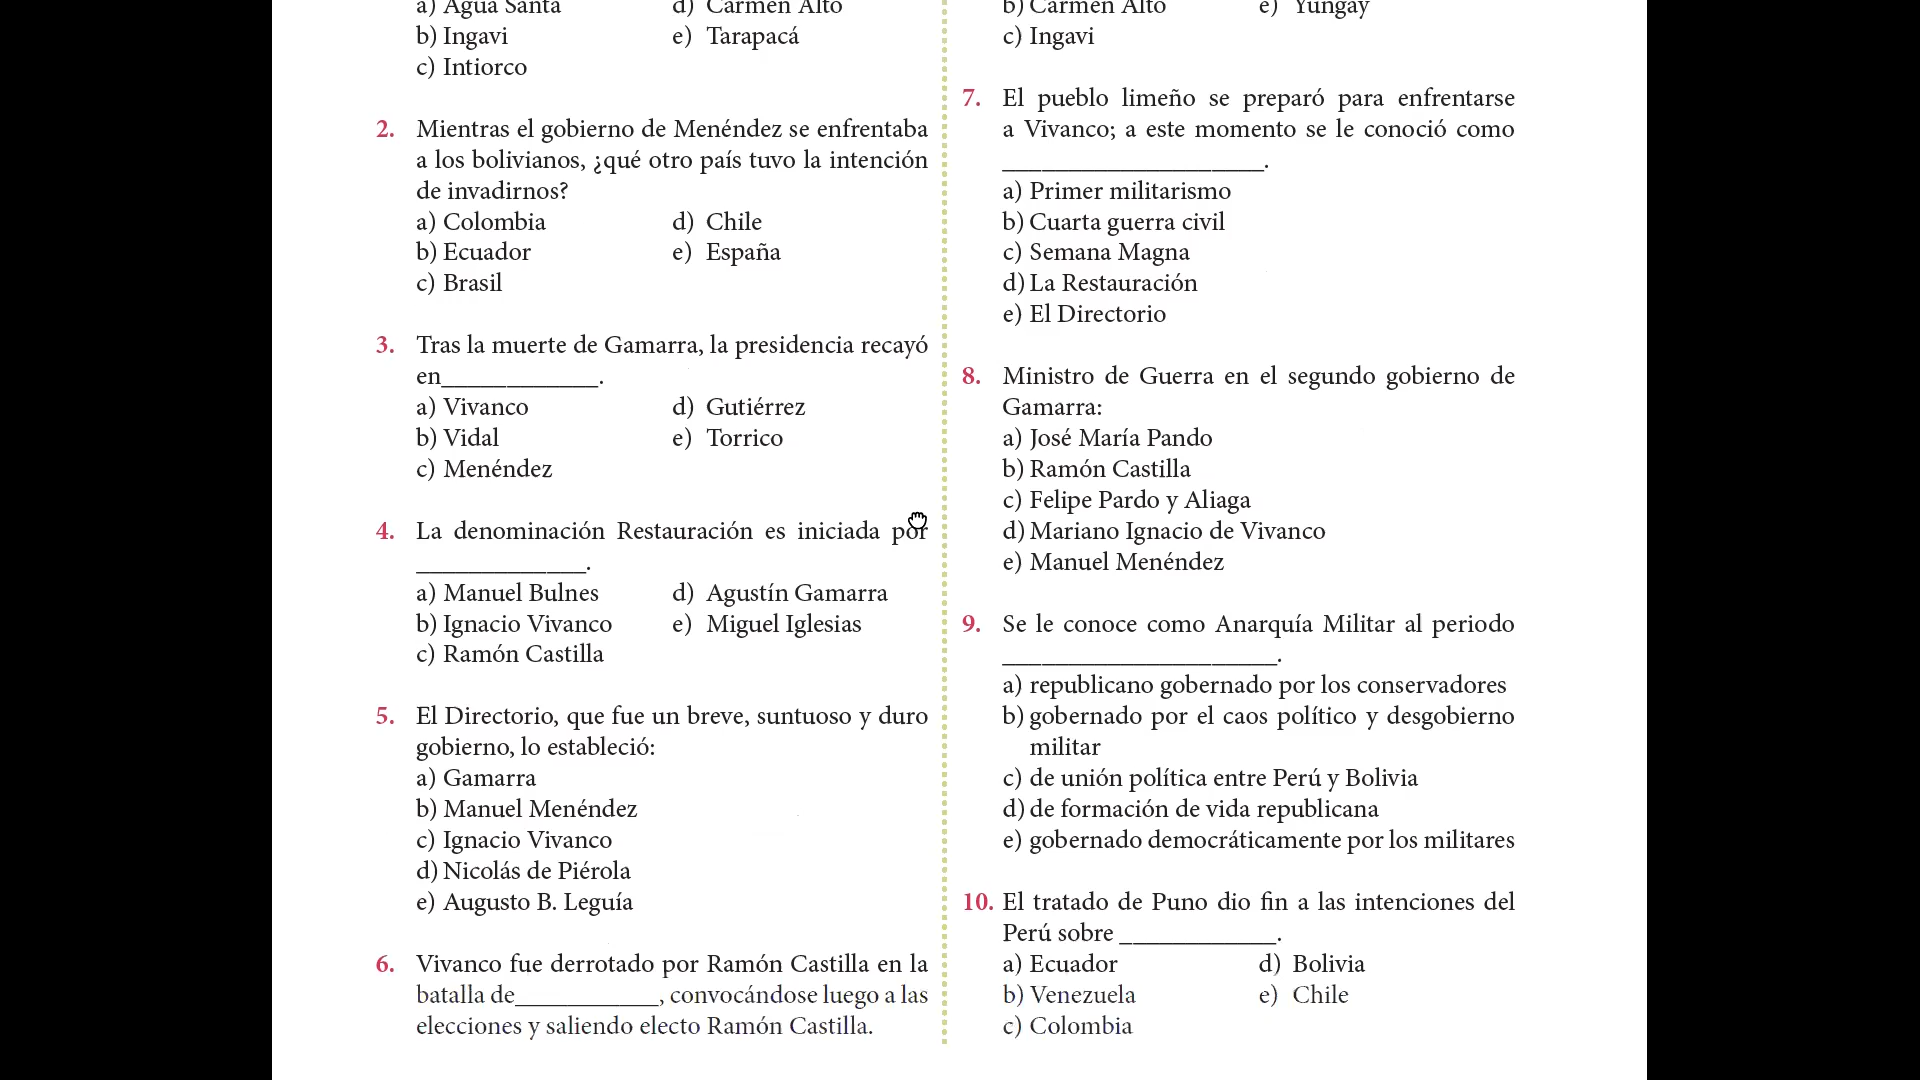 a) Agua Santa d) Carmen Alto
b) Ingavi e) Tarapacá
c) Intiorco
2. Mientras el gobierno de Menéndez se enfrentaba
a los bolivianos, ¿qué otro país tuvo la intención
de invadirnos?
a) Colombia d) Chile
b) Ecuador e) España
c) Brasil
3. Tras la muerte de Gamarra, la presidencia recayó
en____________.
a) Vivanco d) Gutiérrez
b) Vidal e) Torrico
c) Menéndez
4. La denominación Restauración es iniciada por
_____________.
a) Manuel Bulnes d) Agustín Gamarra
b) Ignacio Vivanco e) Miguel Iglesias
c) Ramón Castilla
5. El Directorio, que fue un breve, suntuoso y duro
gobierno, lo estableció:
a) Gamarra
b) Manuel Menéndez
c) Ignacio Vivanco
d) Nicolás de Piérola
e) Augusto B. Leguía
6. Vivanco fue derrotado por Ramón Castilla en la
batalla de___________, convocándose luego a las
elecciones y saliendo electo Ramón Castilla.
b) Carmen Alto e) Yungay
c) Ingavi
7. El pueblo limeño se preparó para enfrentarse
a Vivanco; a este momento se le conoció como
____________________.
a) Primer militarismo
b) Cuarta guerra civil
c) Semana Magna
d) La Restauración
e) El Directorio
8. Ministro de Guerra en el segundo gobierno de
Gamarra:
a) José María Pando
b) Ramón Castilla
c) Felipe Pardo y Aliaga
d) Mariano Ignacio de Vivanco
e) Manuel Menéndez
9. Se le conoce como Anarquía Militar al periodo
_____________________.
a) republicano gobernado por los conservadores
b) gobernado por el caos político y desgobierno
militar
c) de unión política entre Perú y Bolivia
d) de formación de vida republicana
e) gobernado democráticamente por los militares
10. El tratado de Puno dio fin a las intenciones del
Perú sobre ____________.
a) Ecuador d) Bolivia
b) Venezuela e) Chile
c) Colombia